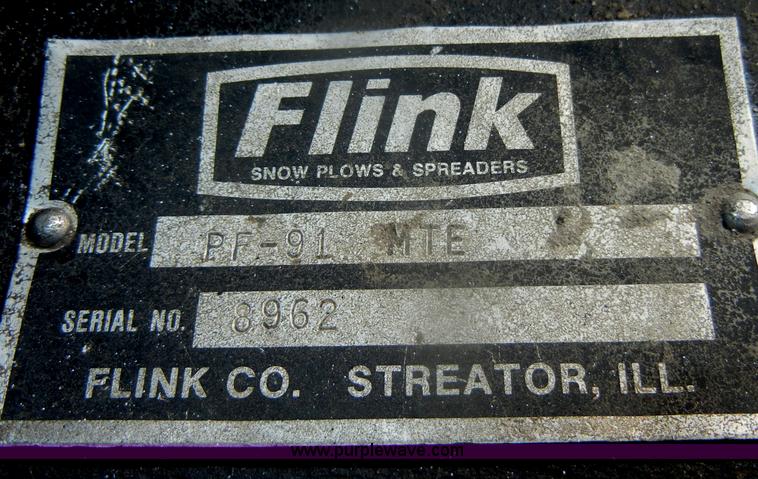 Flink
SNOW PLOWS & SPREADERS
MODEL PF-91 MTE
SERIAL NO. 8962
FLINK CO. STREATOR, ILL.
www.purplewave.com